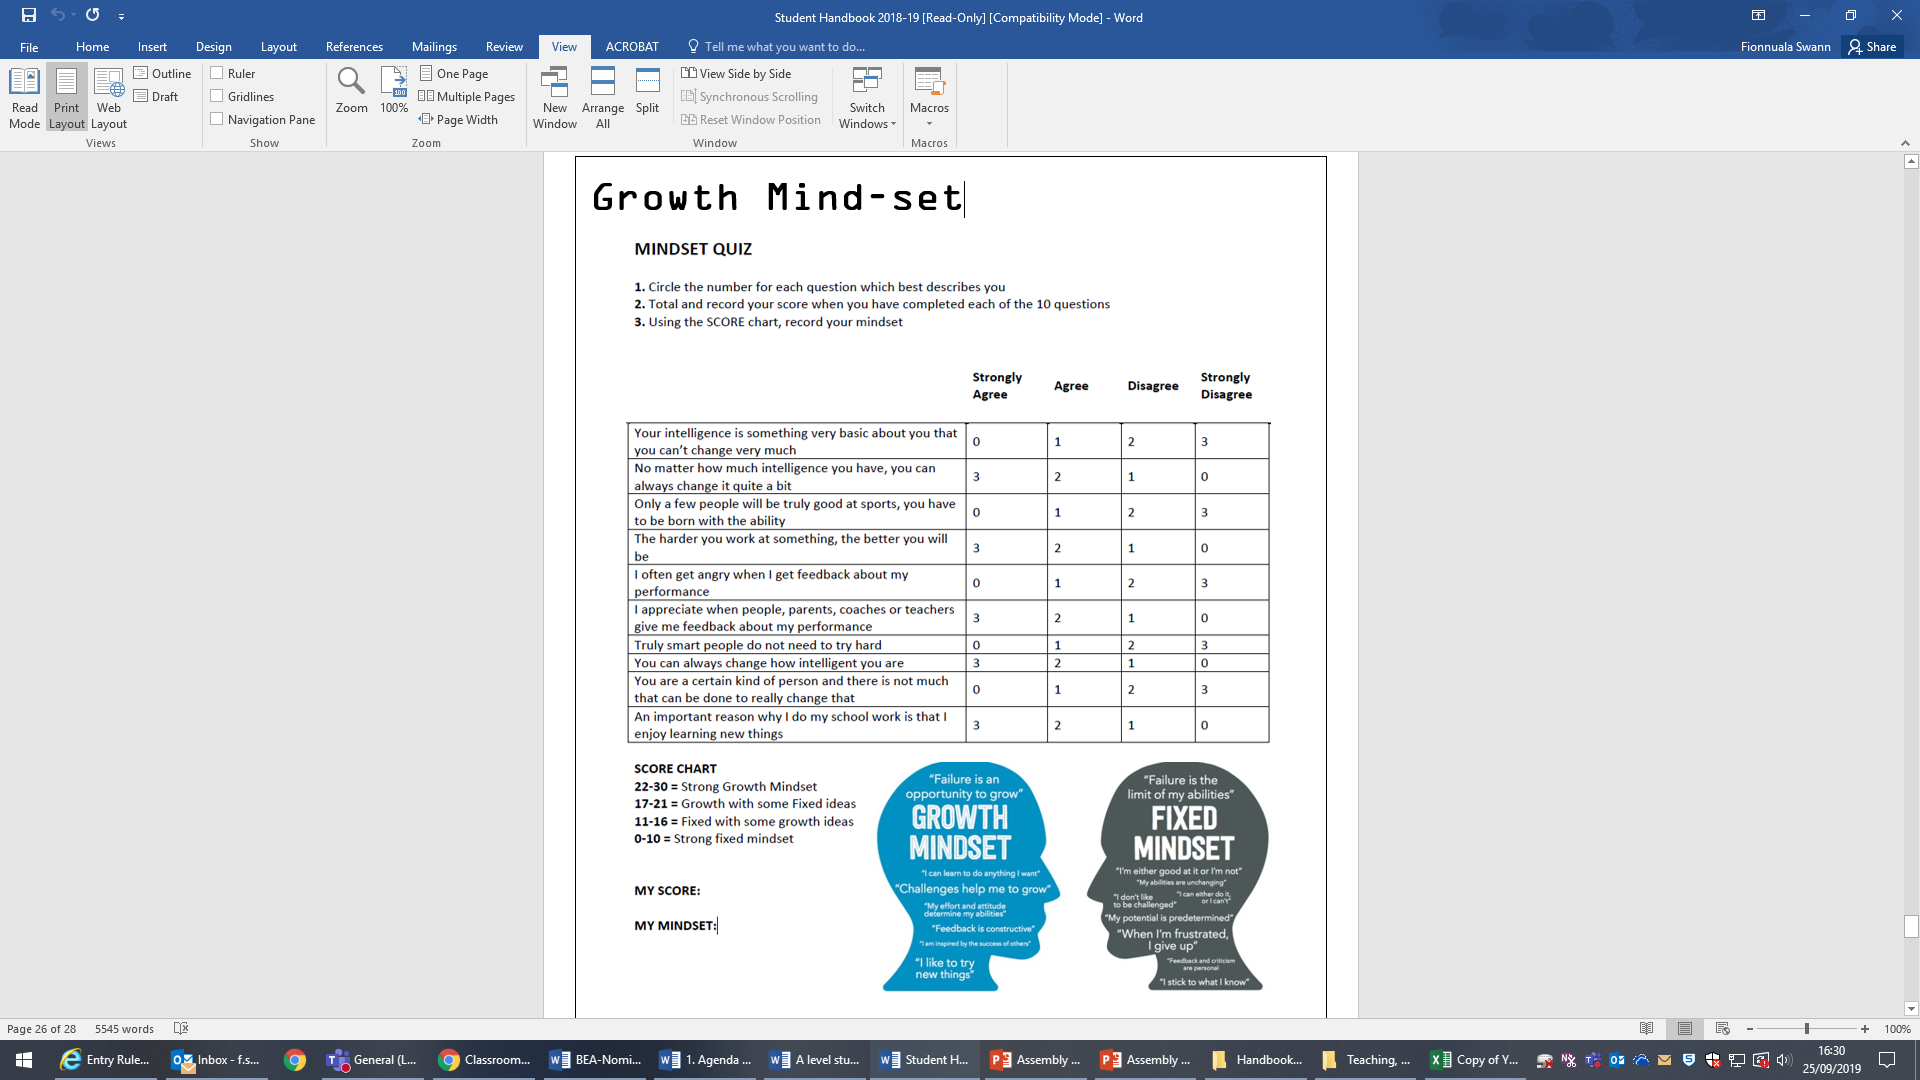 Student Handbook 2018-19 [Read-Only] [Compatibility Mode] - Word
File Home Insert Design Layout References Mailings Review View ACROBAT Tell me what you want to do... Fionnuala Swann Share
Read Mode
Print Layout
Web Layout
Outline
Draft
Views
Ruler
Gridlines
Navigation Pane
Show
Zoom
100%
One Page
Multiple Pages
Page Width
Zoom
New Window
Arrange All
Split
View Side by Side
Synchronous Scrolling
Reset Window Position
Window
Switch Windows
Macros
Macros
Growth Mind-set
MINDSET QUIZ
1. Circle the number for each question which best describes you
2. Total and record your score when you have completed each of the 10 questions
3. Using the SCORE chart, record your mindset
Strongly Agree Agree Disagree Strongly Disagree
Your intelligence is something very basic about you that
you can't change very much 0 1 2 3
No matter how much intelligence you have, you can
always change it quite a bit 3 2 1 0
Only a few people will be truly good at sports, you have
to be born with the ability 0 1 2 3
The harder you work at something, the better you will
be 3 2 1 0
I often get angry when I get feedback about my
performance 0 1 2 3
I appreciate when people, parents, coaches or teachers
give me feedback about my performance 3 2 1 0
Truly smart people do not need to try hard 0 1 2 3
You can always change how intelligent you are 3 2 1 0
You are a certain kind of person and there is not much
that can be done to really change that 0 1 2 3
An important reason why I do my school work is that I
enjoy learning new things 3 2 1 0
SCORE CHART
22-30 = Strong Growth Mindset
17-21 = Growth with some Fixed ideas
11-16 = Fixed with some growth ideas
0-10 = Strong fixed mindset
MY SCORE:
MY MINDSET:
"Failure is an
opportunity to grow"
GROWTH
MINDSET
"I can learn to do anything I want"
"Challenges help me to grow"
"My effort and attitude
determine my abilities"
"Feedback is constructive"
"I am inspired by the success of others"
"I like to try
new things"
"Failure is the
limit of my abilities"
FIXED
MINDSET
"I'm either good at it or I'm not"
"My abilities are unchanging"
"I don't like
to be challenged"
"I can either do it,
or I can't"
"My potential is predetermined"
"When I'm frustrated,
I give up"
"Feedback and criticism
are personal
"I stick to what I know"
Page 26 of 28 5545 words 100%
Entry Rule... Inbox - f.s... General (L... Classroom... BEA-Nomi... 1. Agenda ... A level stu... Student H... Assembly ... Assembly ... Handbook... Teaching, ... Copy of Y... 16:30
25/09/2019